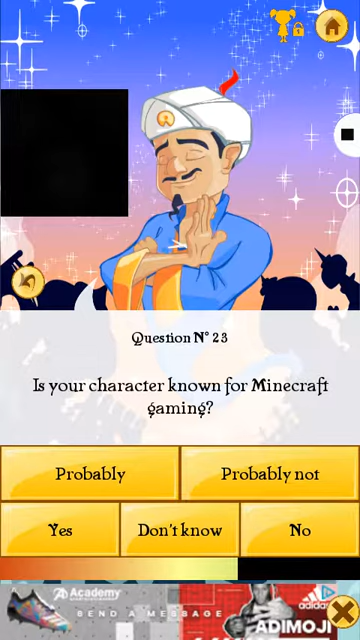 Question N° 23
Is your character known for Minecraft
gaming?
Probably
Probably not
Yes
Don't know
No
Academy
SEND A MESSAGE
adidas
ADIMOJI